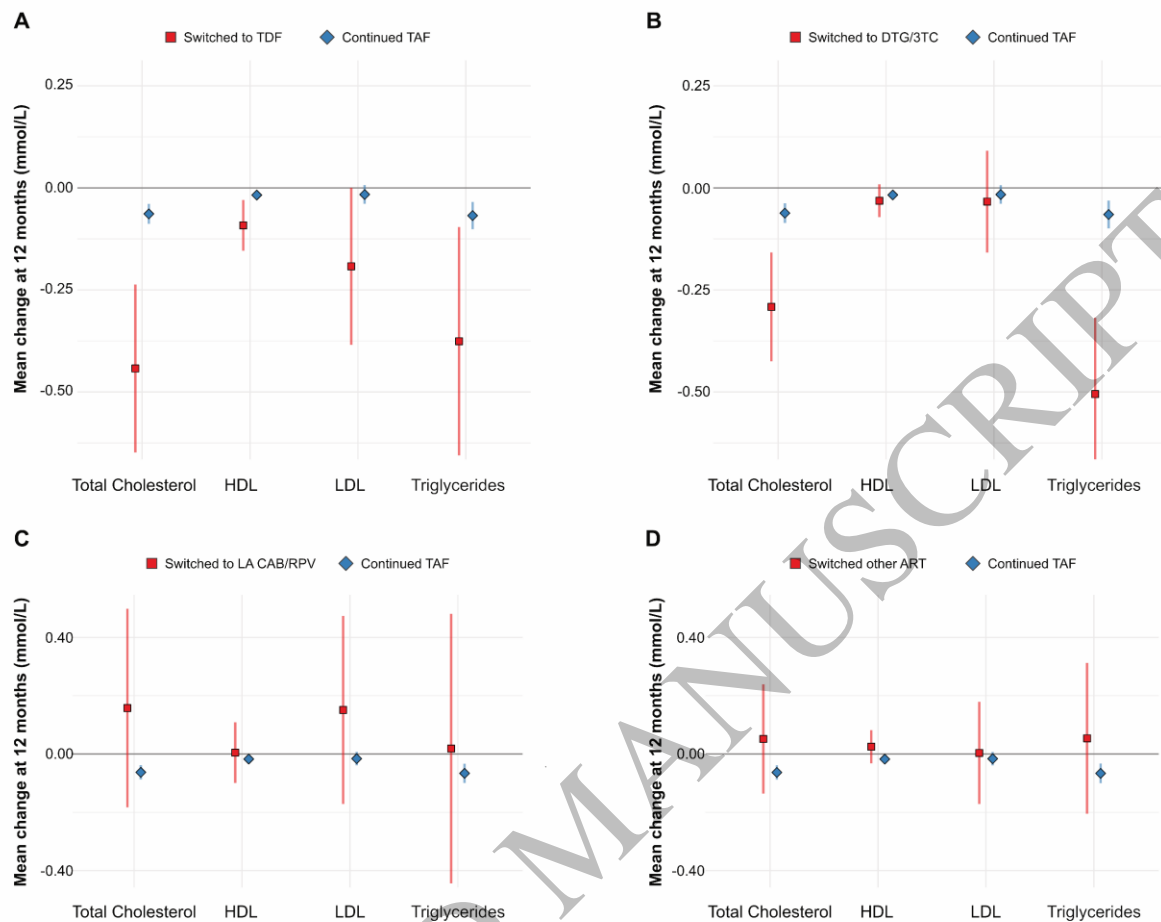 A
Switched to TDF Continued TAF
Mean change at 12 months (mmol/L)
0.25
0.00
-0.25
-0.50
Total Cholesterol HDL LDL Triglycerides
B
Switched to DTG/3TC Continued TAF
Mean change at 12 months (mmol/L)
0.25
0.00
-0.25
-0.50
Total Cholesterol HDL LDL Triglycerides
C
Switched to LA CAB/RPV Continued TAF
Mean change at 12 months (mmol/L)
0.40
0.00
-0.40
Total Cholesterol HDL LDL Triglycerides
D
Switched other ART Continued TAF
Mean change at 12 months (mmol/L)
0.40
0.00
-0.40
Total Cholesterol HDL LDL Triglycerides
MANUSCRIPT